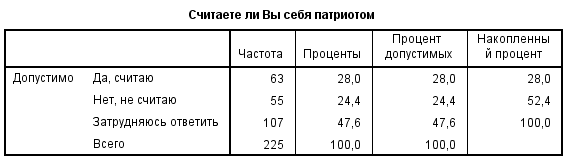 Считаете ли Вы себя патриотом
Частота Проценты Процент допустимых Накопленны й процент
Допустимо Да, считаю 63 28,0 28,0 28,0
Нет, не считаю 55 24,4 24,4 52,4
Затрудняюсь ответить 107 47,6 47,6 100,0
Всего 225 100,0 100,0